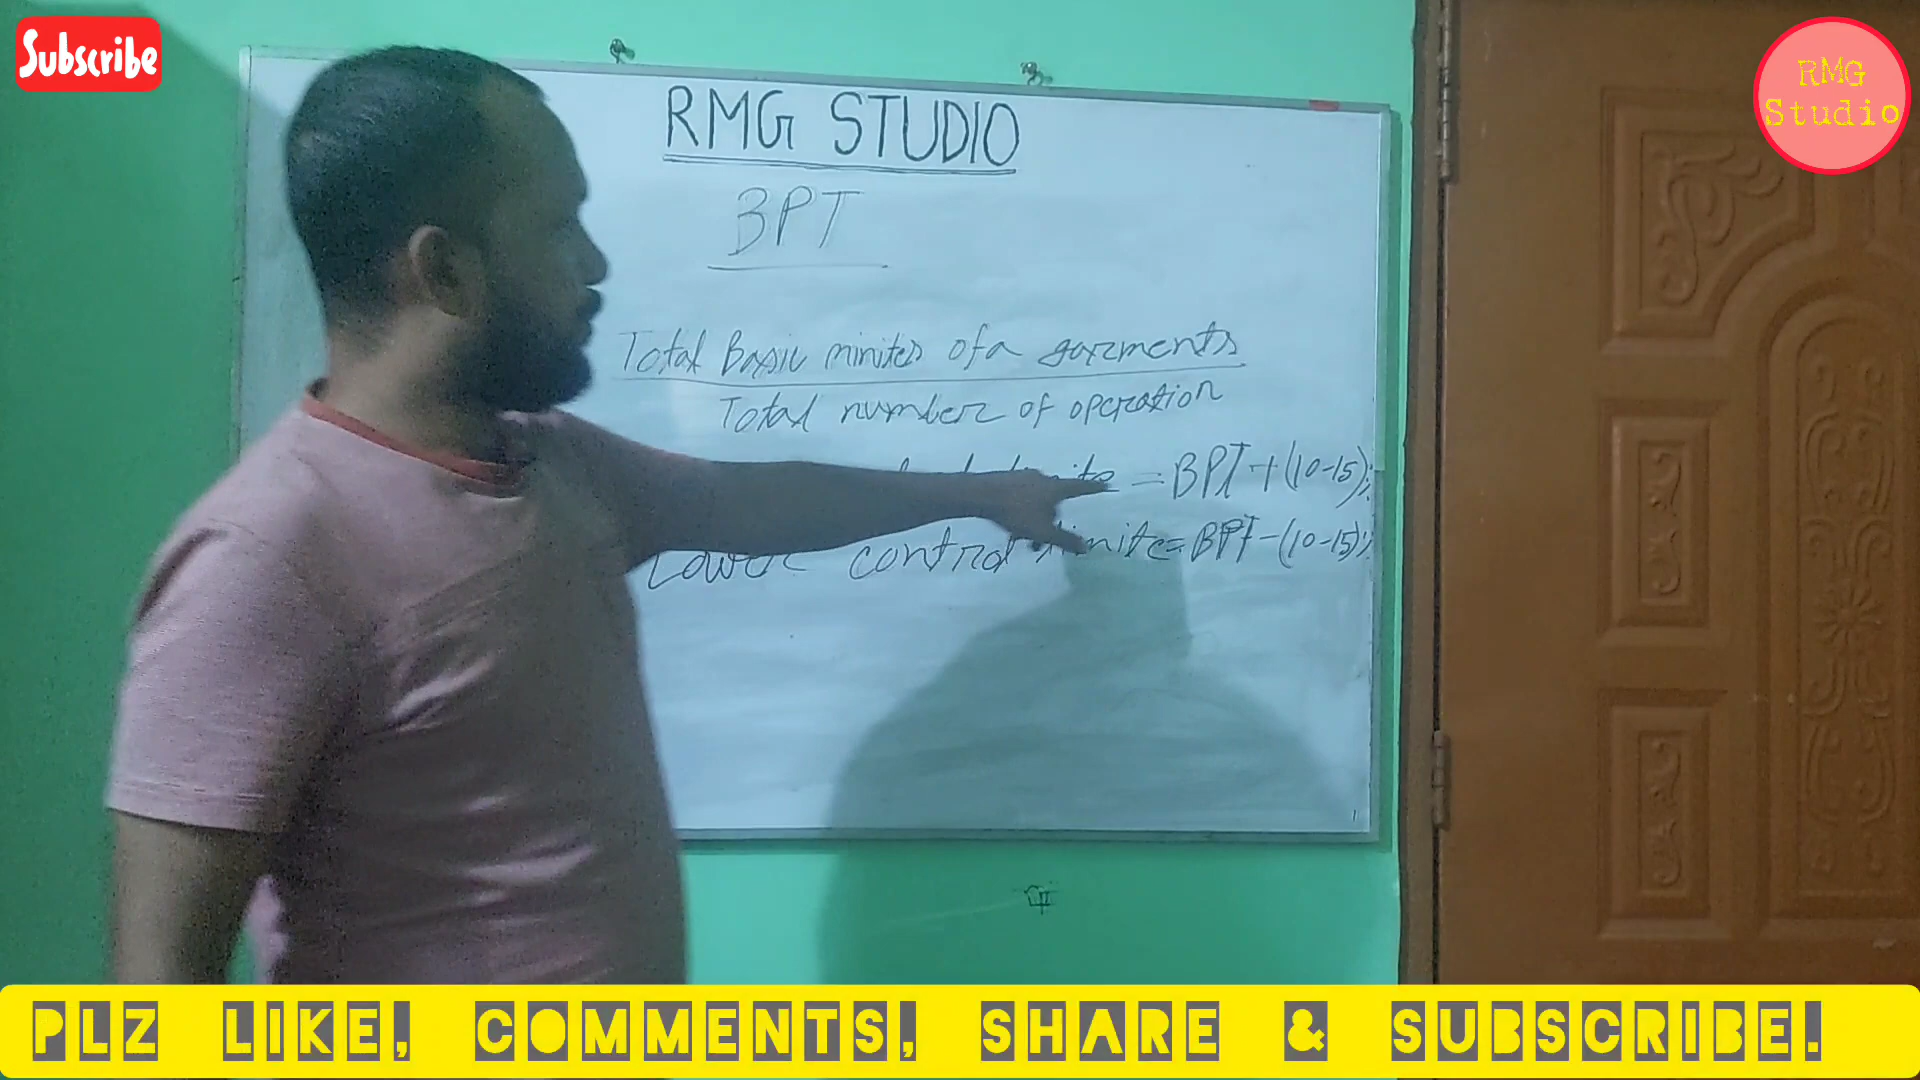 Subscribe
RMG
Studio
RMG STUDIO
BPT
Total Basic minites of a garments
Total number of operation
= BPT + (10-15)%
Lower control limite = BPT - (10-15)%
PLZ LIKE, COMMENTS, SHARE & SUBSCRIBE!